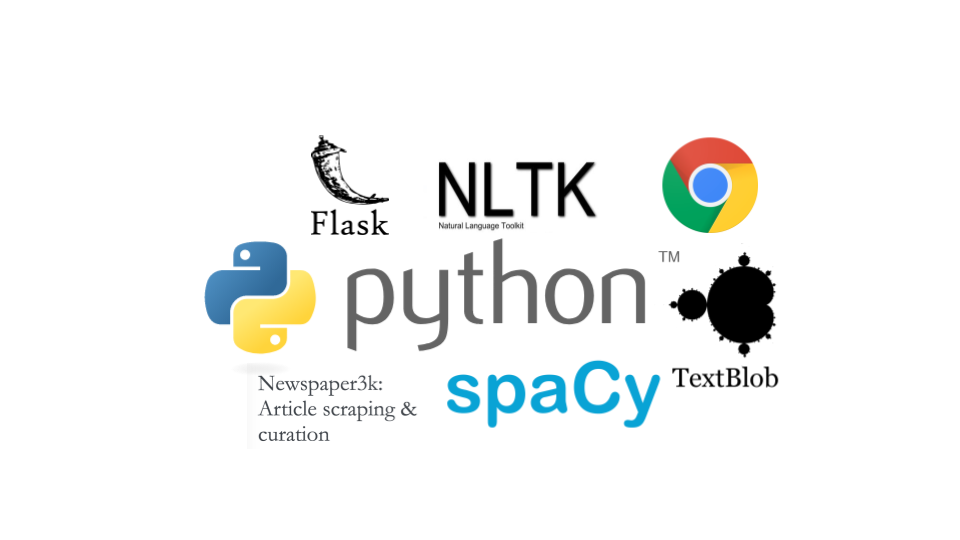 Flask
NLTK
Natural Language Toolkit
python
TM
Newspaper3k:
Article scraping &
curation
spaCy
TextBlob